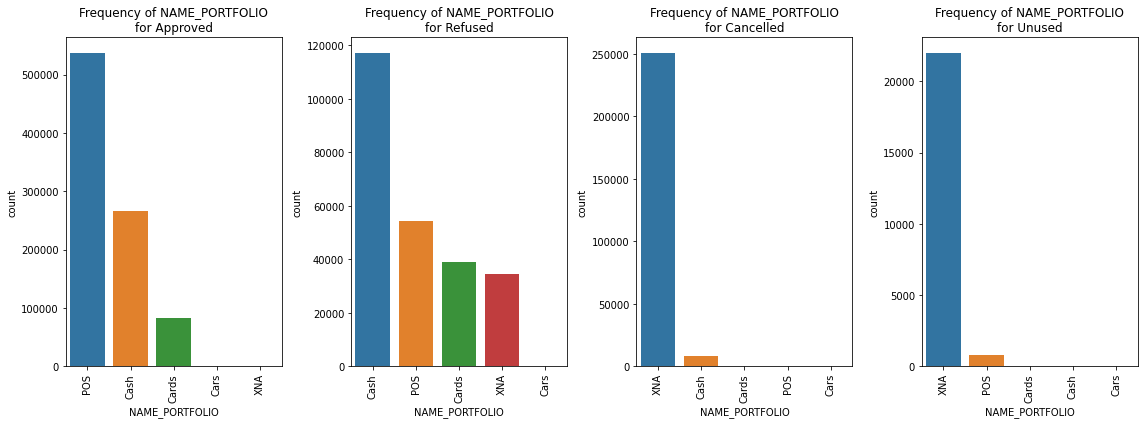 Frequency of NAME_PORTFOLIO
for Approved
count
500000
400000
300000
200000
100000
0
POS
Cash
Cards
Cars
XNA
NAME_PORTFOLIO
Frequency of NAME_PORTFOLIO
for Refused
count
120000
100000
80000
60000
40000
20000
0
Cash
POS
Cards
XNA
Cars
NAME_PORTFOLIO
Frequency of NAME_PORTFOLIO
for Cancelled
count
250000
200000
150000
100000
50000
0
XNA
Cash
Cards
POS
Cars
NAME_PORTFOLIO
Frequency of NAME_PORTFOLIO
for Unused
count
20000
15000
10000
5000
0
XNA
POS
Cards
Cash
Cars
NAME_PORTFOLIO